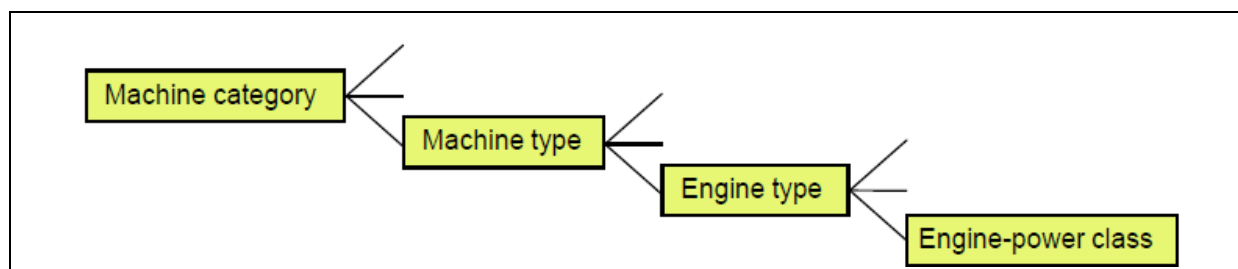 Machine category
Machine type
Engine type
Engine-power class